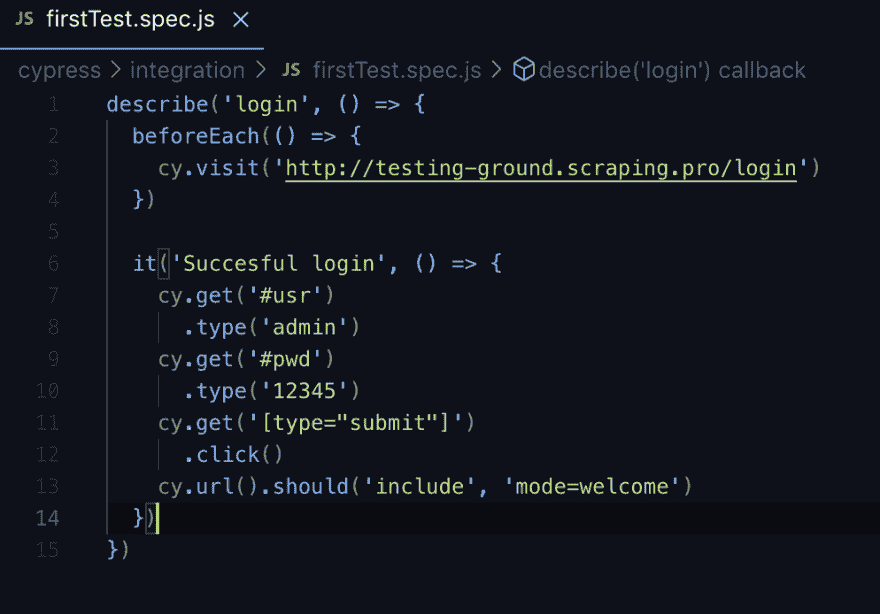 JS firstTest.spec.js ×
cypress > integration > JS firstTest.spec.js > describe('login') callback
1 describe('login', () => {
2 beforeEach(() => {
3 cy.visit('http://testing-ground.scraping.pro/login')
4 })
5
6 it('Succesful login', () => {
7 cy.get('#usr')
8 .type('admin')
9 cy.get('#pwd')
10 .type('12345')
11 cy.get('[type="submit"]')
12 .click()
13 cy.url().should('include', 'mode=welcome')
14 })
15 })